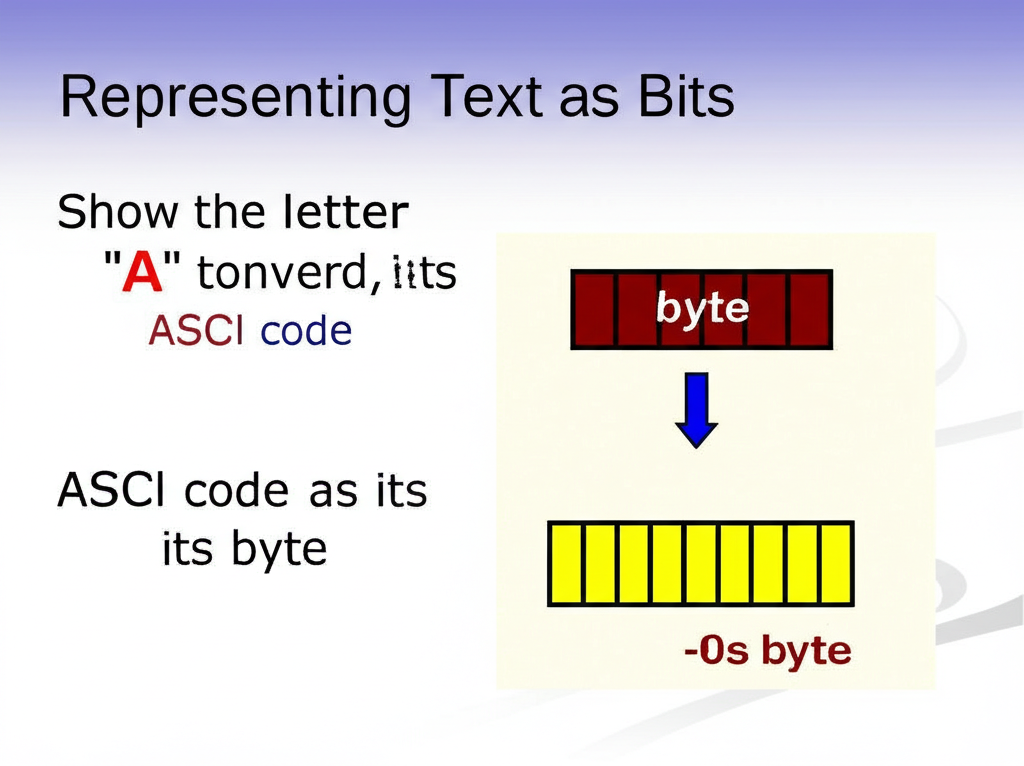 Representing Text as Bits
Show the letter
"A" tonverd,
ASCI code
ASCI code as its
its byte
byte
-0s byte